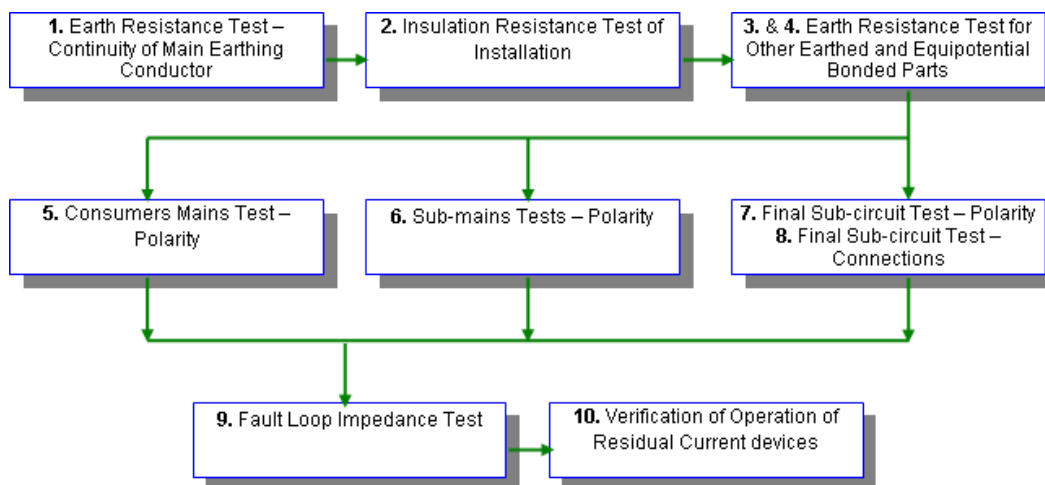 1. Earth Resistance Test –
Continuity of Main Earthing
Conductor
2. Insulation Resistance Test of
Installation
3. & 4. Earth Resistance Test for
Other Earthed and Equipotential
Bonded Parts
5. Consumers Mains Test –
Polarity
6. Sub-mains Tests – Polarity
7. Final Sub-circuit Test – Polarity
8. Final Sub-circuit Test –
Connections
9. Fault Loop Impedance Test
10. Verification of Operation of
Residual Current devices